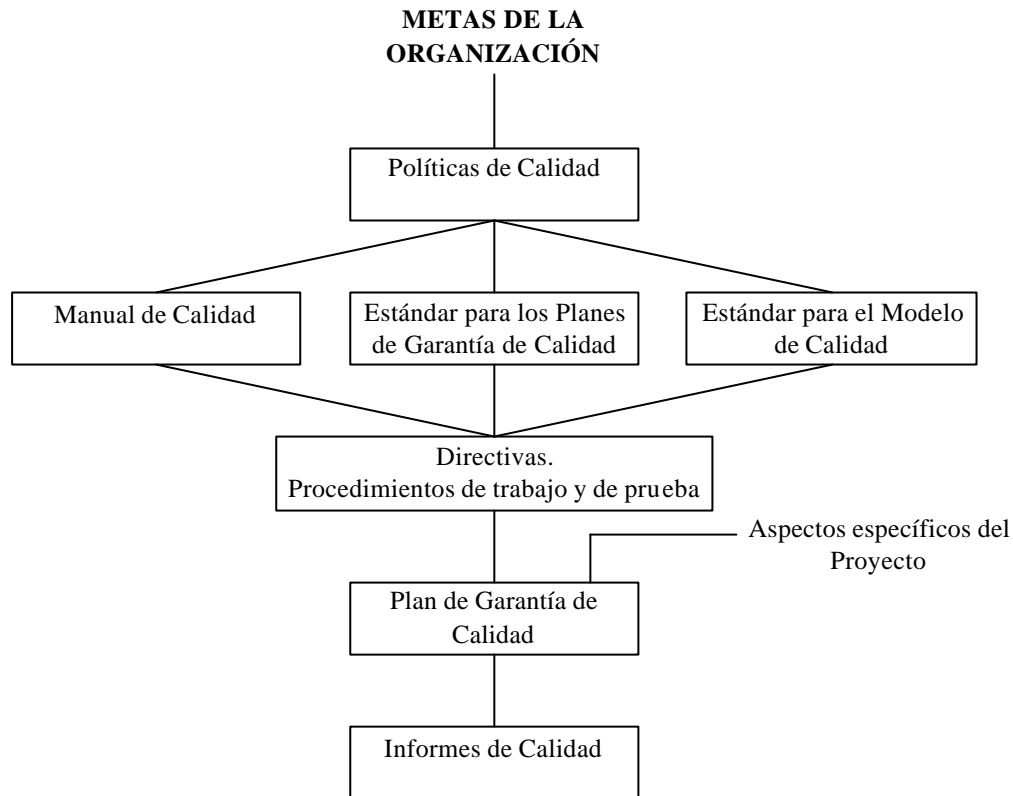 METAS DE LA
ORGANIZACIÓN
Políticas de Calidad
Manual de Calidad
Estándar para los Planes
de Garantía de Calidad
Estándar para el Modelo
de Calidad
Directivas.
Procedimientos de trabajo y de prueba
Aspectos específicos del
Proyecto
Plan de Garantía de
Calidad
Informes de Calidad